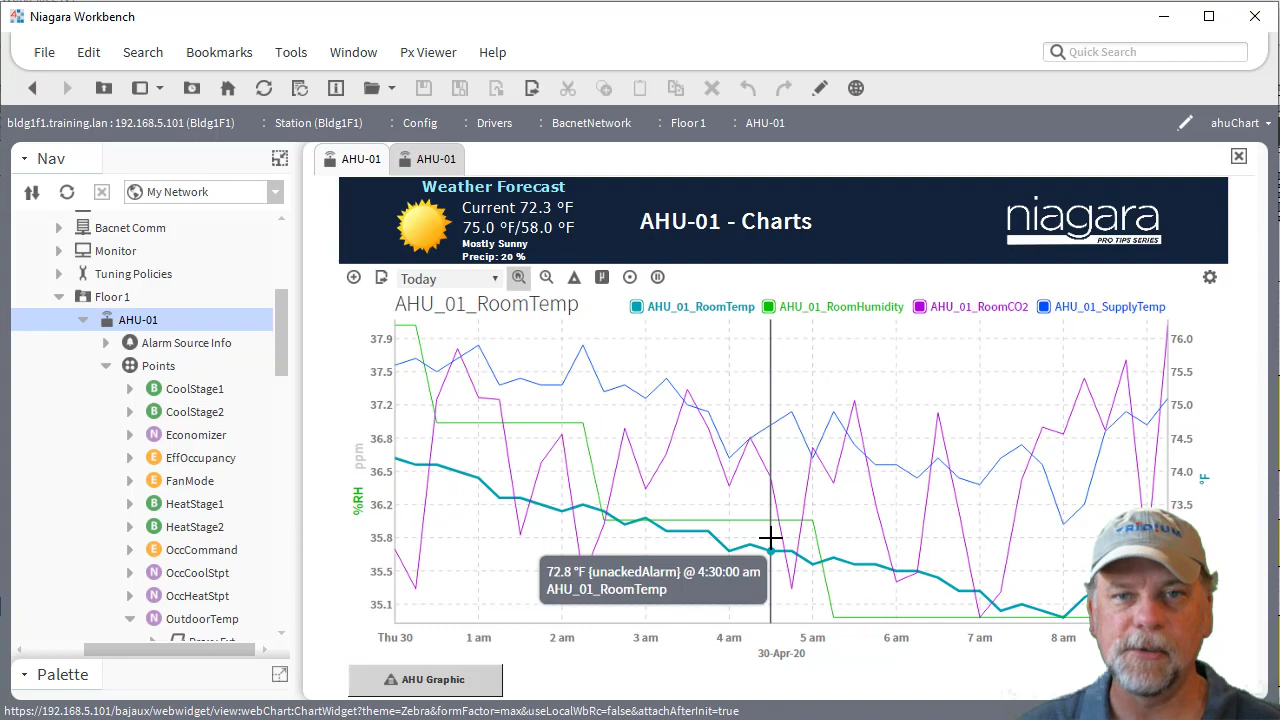 Niagara Workbench
File Edit Search Bookmarks Tools Window Px Viewer Help
Quick Search
bldg1f1.training.lan : 192.168.5.101 (Bldg1F1) : Station (Bldg1F1) : Config : Drivers : BacnetNetwork : Floor 1 : AHU-01
ahuChart
Nav
My Network
Bacnet Comm
Monitor
Tuning Policies
Floor 1
AHU-01
Alarm Source Info
Points
B CoolStage1
B CoolStage2
N Economizer
E EffOccupancy
E FanMode
B HeatStage1
B HeatStage2
E OccCommand
N OccCoolStpt
N OccHeatStpt
N OutdoorTemp
Palette
AHU-01 AHU-01
Weather Forecast
Current 72.3 ºF
75.0 ºF/58.0 ºF
Mostly Sunny
Precip: 20 %
AHU-01 - Charts
niagara
PRO TIPS SERIES
Today
AHU_01_RoomTemp
AHU_01_RoomTemp AHU_01_RoomHumidity AHU_01_RoomCO2 AHU_01_SupplyTemp
37.9
37.5
37.2
36.8
36.5
36.2
35.8
35.5
35.1
ppm
%RH
76.0
75.5
75.0
74.5
74.0
73.5
°F
72.8 °F {unackedAlarm} @ 4:30:00 am
AHU_01_RoomTemp
Thu 30 1 am 2 am 3 am 4 am 5 am 6 am 7 am 8 am
30-Apr-20
AHU Graphic
https://192.168.5.101/bajaux/webwidget/view:webChart:ChartWidget?theme=Zebra&formFactor=max&useLocalWbRc=false&attachAfterInit=true